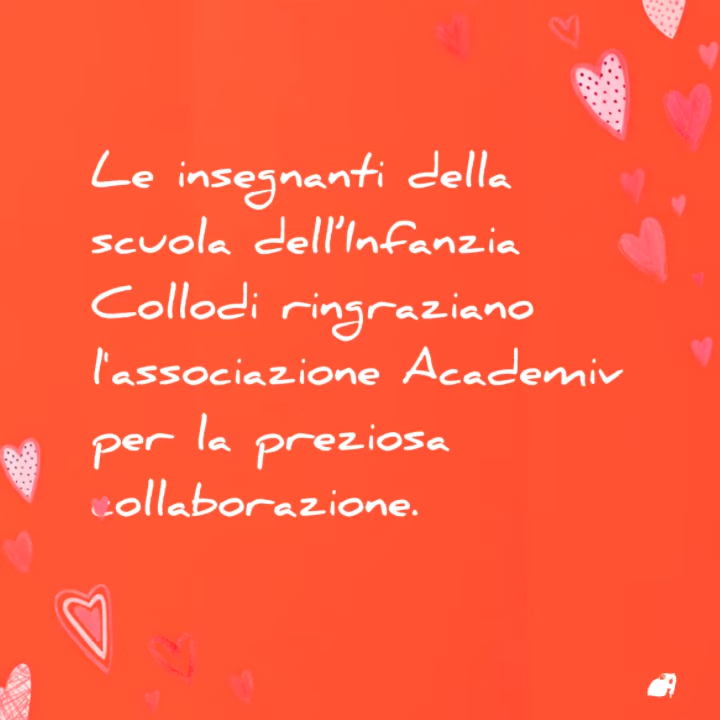 Le insegnanti della
scuola dell'Infanzia
Collodi ringraziano
l'associazione Academiv
per la preziosa
collaborazione.